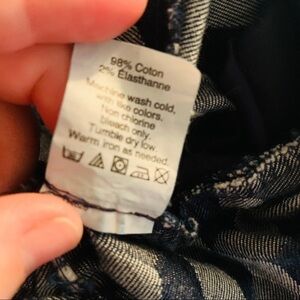 98% Coton
2% Élasthanne
Machine wash cold,
with like colors,
Non chlorine
bleach only.
Tumble dry low.
Warm iron as needed.